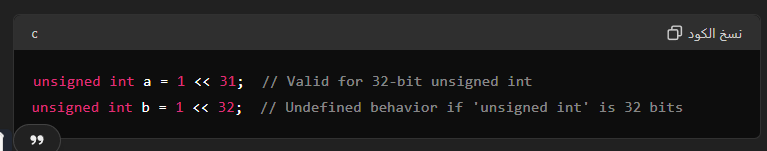 c
نسخ الكود
unsigned int a = 1 << 31;  // Valid for 32-bit unsigned int
unsigned int b = 1 << 32;  // Undefined behavior if 'unsigned int' is 32 bits